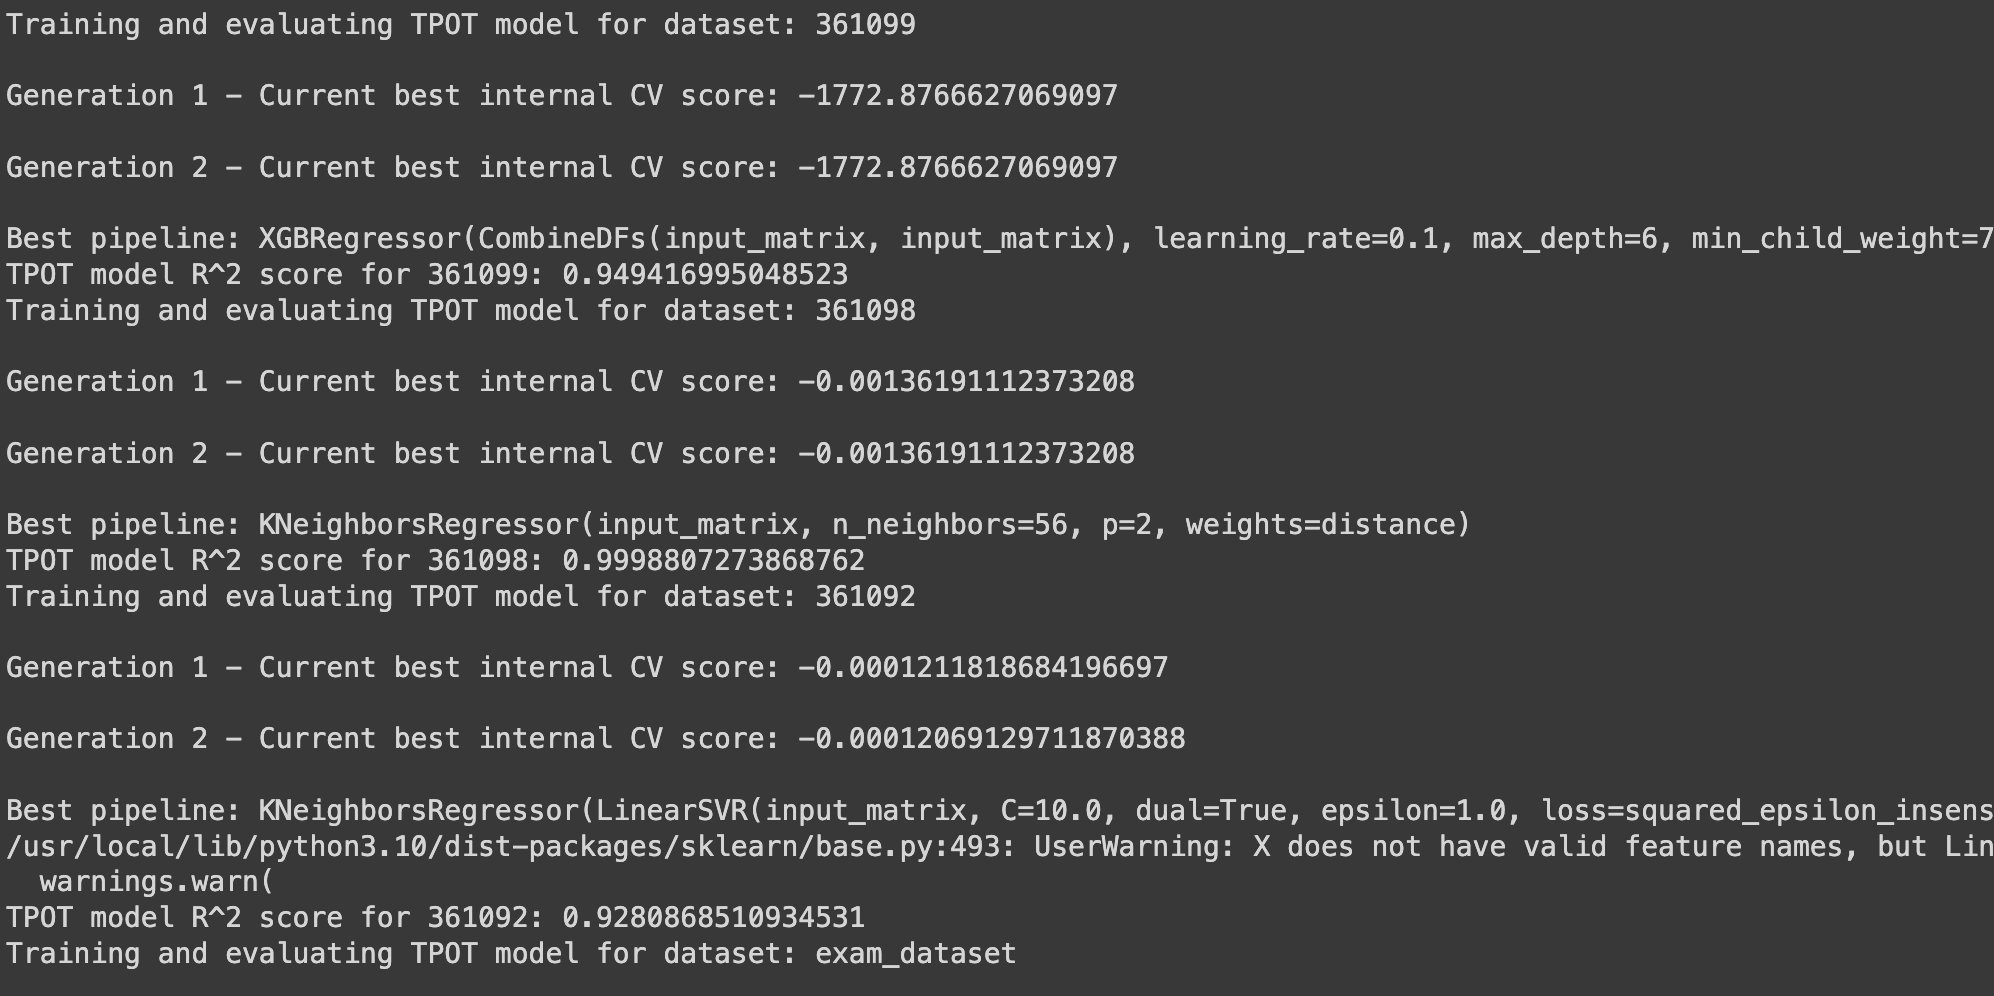 Training and evaluating TPOT model for dataset: 361099
Generation 1 - Current best internal CV score: -1772.8766627069097
Generation 2 - Current best internal CV score: -1772.8766627069097
Best pipeline: XGBRegressor(CombineDFs(input_matrix, input_matrix), learning_rate=0.1, max_depth=6, min_child_weight=7
TPOT model R^2 score for 361099: 0.949416995048523
Training and evaluating TPOT model for dataset: 361098
Generation 1 - Current best internal CV score: -0.00136191112373208
Generation 2 - Current best internal CV score: -0.00136191112373208
Best pipeline: KNeighborsRegressor(input_matrix, n_neighbors=56, p=2, weights=distance)
TPOT model R^2 score for 361098: 0.9998807273868762
Training and evaluating TPOT model for dataset: 361092
Generation 1 - Current best internal CV score: -0.0001211818684196697
Generation 2 - Current best internal CV score: -0.00012069129711870388
Best pipeline: KNeighborsRegressor(LinearSVR(input_matrix, C=10.0, dual=True, epsilon=1.0, loss=squared_epsilon_insens
/usr/local/lib/python3.10/dist-packages/sklearn/base.py:493: UserWarning: X does not have valid feature names, but Lin
  warnings.warn(
TPOT model R^2 score for 361092: 0.9280868510934531
Training and evaluating TPOT model for dataset: exam_dataset